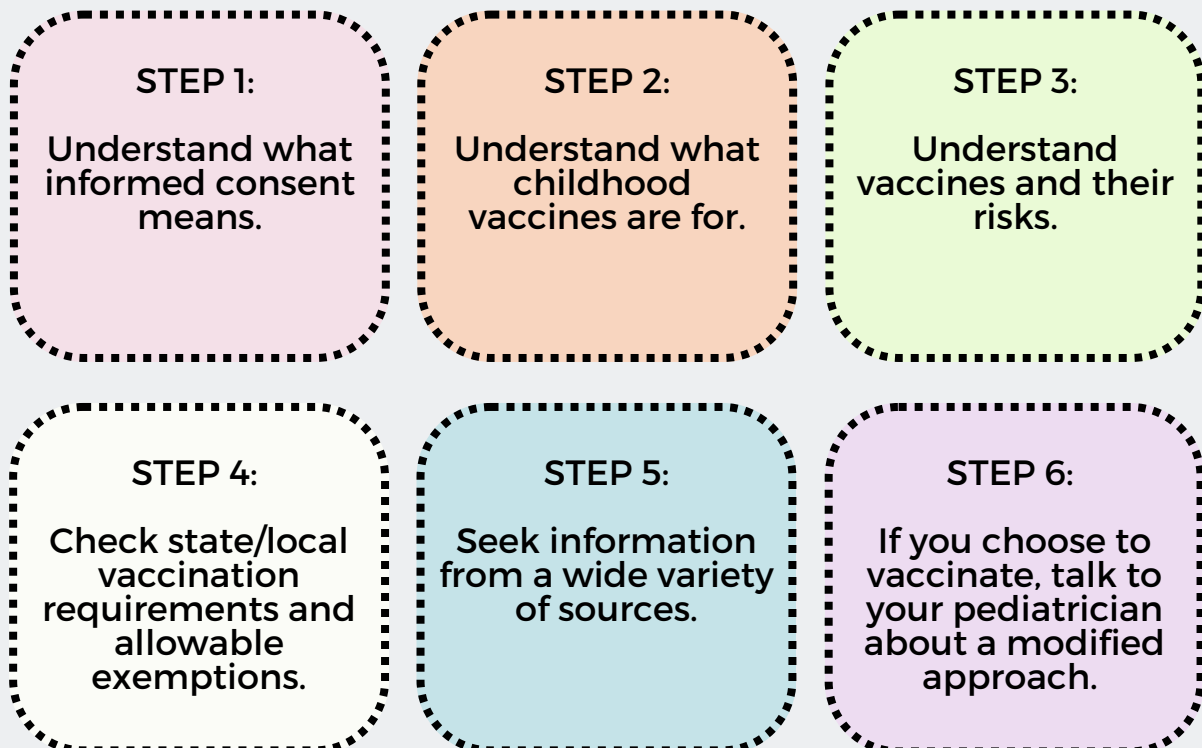 STEP 1:
Understand what
informed consent
means.
STEP 2:
Understand what
childhood
vaccines are for.
STEP 3:
Understand
vaccines and their
risks.
STEP 4:
Check state/local
vaccination
requirements and
allowable
exemptions.
STEP 5:
Seek information
from a wide variety
of sources.
STEP 6:
If you choose to
vaccinate, talk to
your pediatrician
about a modified
approach.